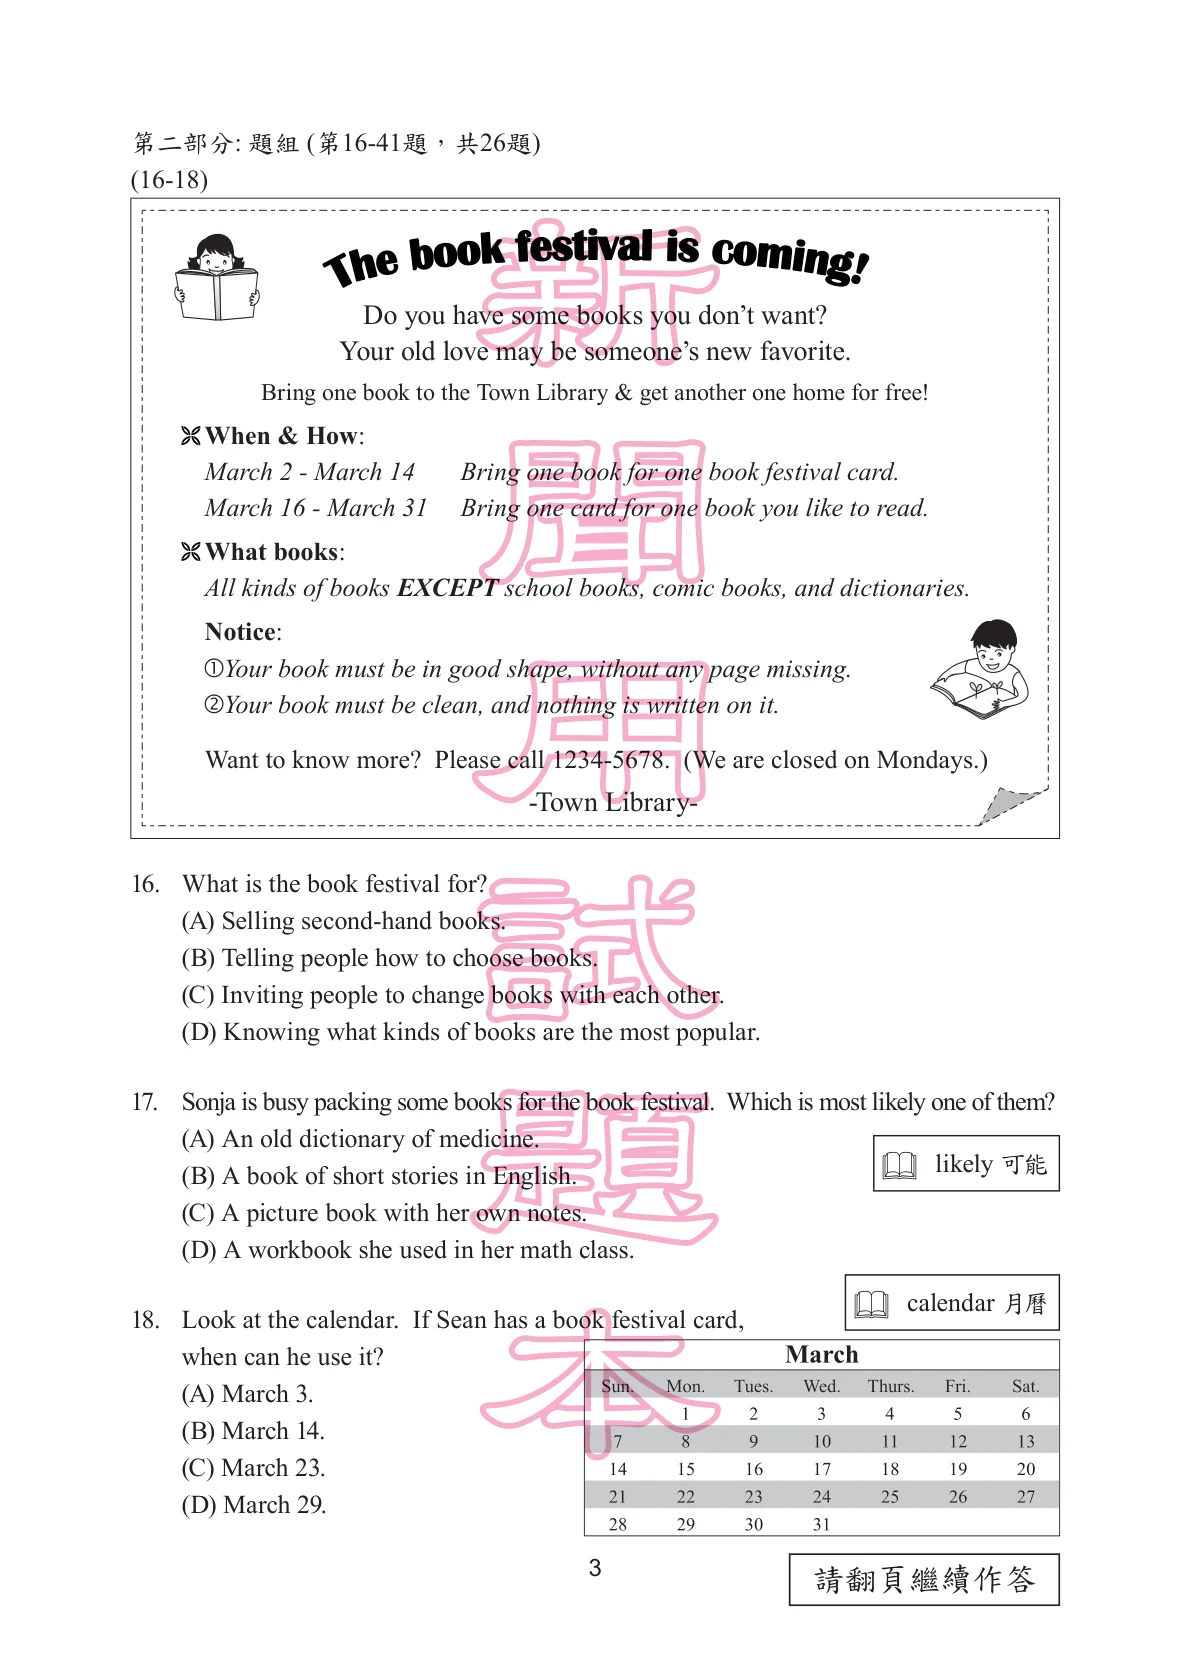 第二部分: 題組 (第16-41題，共26題)
(16-18)
The book festival is coming!
Do you have some books you don't want?
Your old love may be someone's new favorite.
Bring one book to the Town Library & get another one home for free!
When & How:
March 2 - March 14 Bring one book for one book festival card.
March 16 - March 31 Bring one card for one book you like to read.
What books:
All kinds of books EXCEPT school books, comic books, and dictionaries.
Notice:
①Your book must be in good shape, without any page missing.
②Your book must be clean, and nothing is written on it.
Want to know more? Please call 1234-5678. (We are closed on Mondays.)
-Town Library-
16. What is the book festival for?
(A) Selling second-hand books.
(B) Telling people how to choose books.
(C) Inviting people to change books with each other.
(D) Knowing what kinds of books are the most popular.
17. Sonja is busy packing some books for the book festival. Which is most likely one of them?
(A) An old dictionary of medicine.
(B) A book of short stories in English.
(C) A picture book with her own notes.
(D) A workbook she used in her math class.
likely 可能
18. Look at the calendar. If Sean has a book festival card,
when can he use it?
(A) March 3.
(B) March 14.
(C) March 23.
(D) March 29.
calendar 月曆
March
Sun. Mon. Tues. Wed. Thurs. Fri. Sat.
1 2 3 4 5 6
7 8 9 10 11 12 13
14 15 16 17 18 19 20
21 22 23 24 25 26 27
28 29 30 31
3
請翻頁繼續作答
新聞用試題本